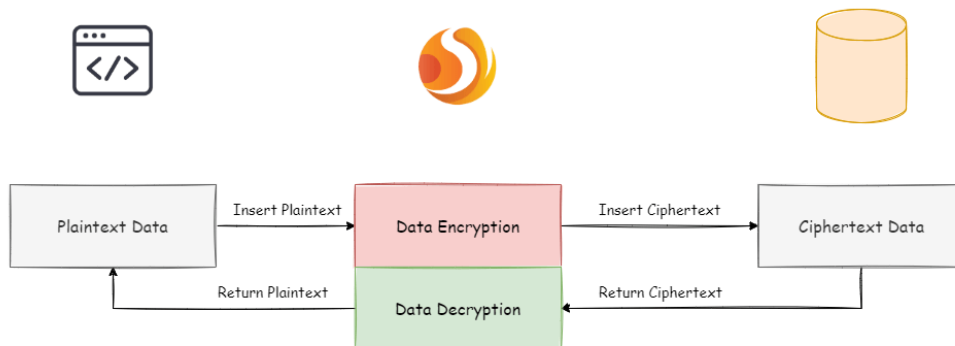 </>
Insert Plaintext
Insert Ciphertext
Plaintext Data
Data Encryption
Ciphertext Data
Return Plaintext
Return Ciphertext
Data Decryption